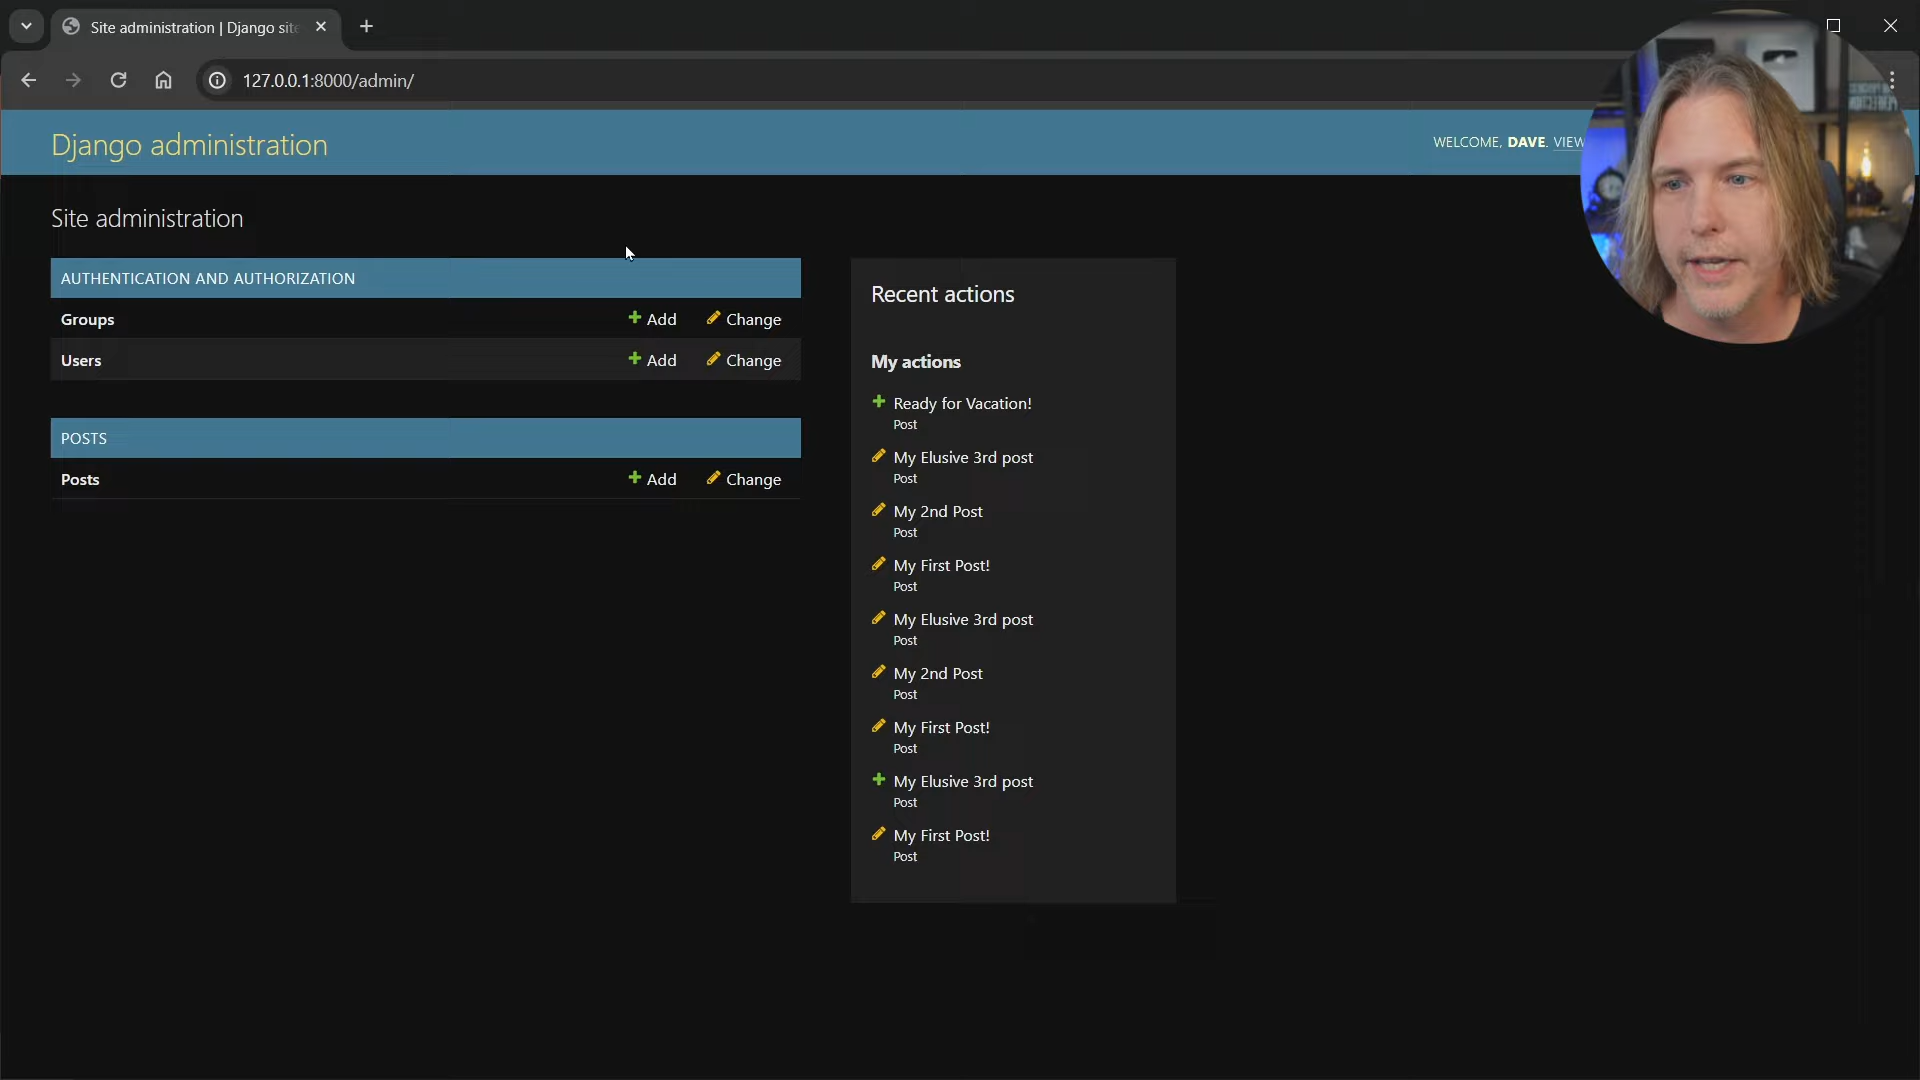 Site administration | Django site
127.0.0.1:8000/admin/
Django administration
WELCOME, DAVE. VIEW
Site administration
AUTHENTICATION AND AUTHORIZATION
Groups Add Change
Users Add Change
POSTS
Posts Add Change
Recent actions
My actions
Ready for Vacation!
Post
My Elusive 3rd post
Post
My 2nd Post
Post
My First Post!
Post
My Elusive 3rd post
Post
My 2nd Post
Post
My First Post!
Post
My Elusive 3rd post
Post
My First Post!
Post